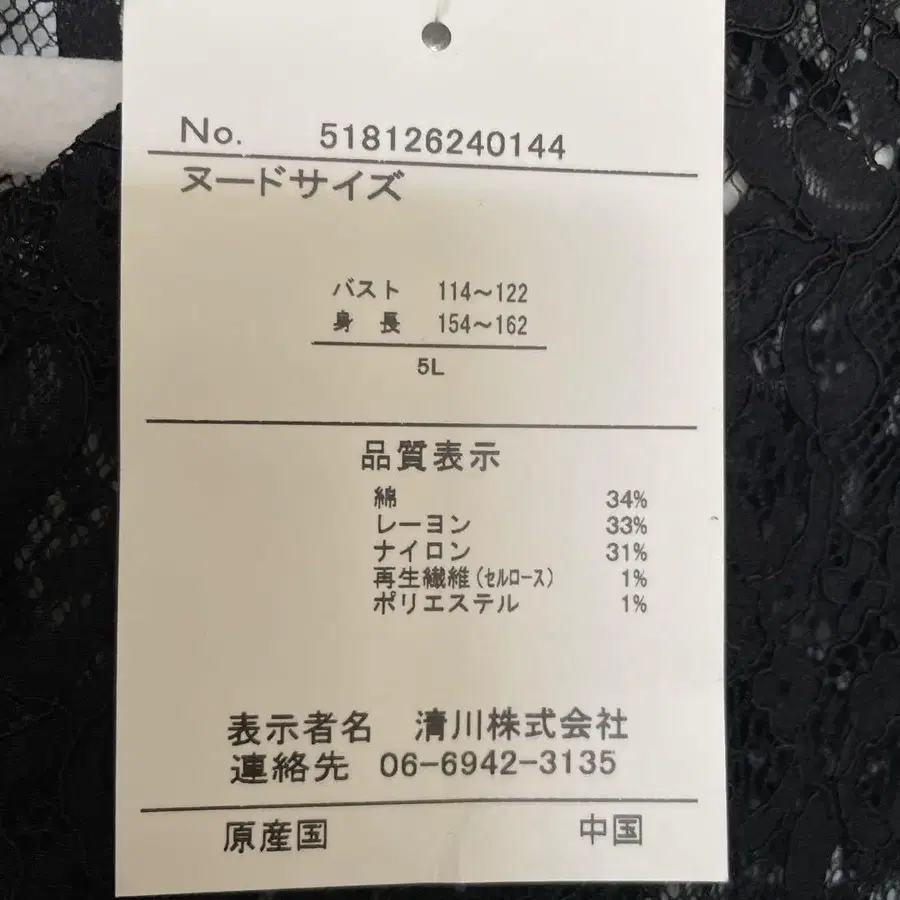 No. 518126240144
ヌードサイズ
バスト 114〜122
身長 154〜162
5L
品質表示
綿 34%
レーヨン 33%
ナイロン 31%
再生繊維(セルロース) 1%
ポリエステル 1%
表示者名 清川株式会社
連絡先 06-6942-3135
原産国 中国